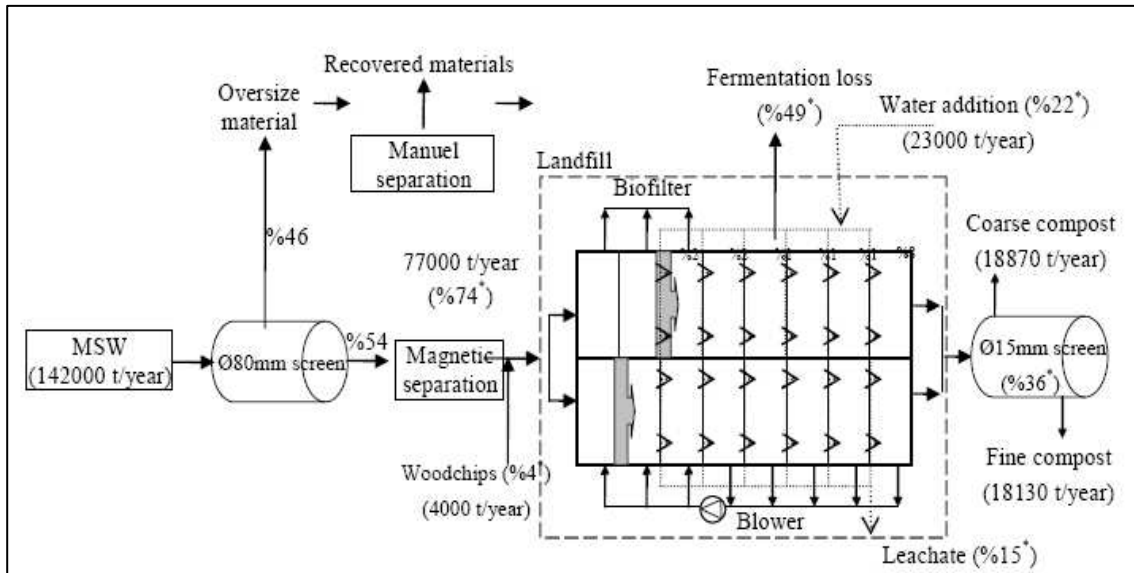 Recovered materials
Oversize
material
Manuel
separation
Fermentation loss
(%49*)
Water addition (%22*)
(23000 t/year)
Landfill
Biofilter
%46
77000 t/year
(%74*)
MSW
(142000 t/year)
Ø80mm screen
%54
Magnetic
separation
Woodchips (%4*)
(4000 t/year)
Blower
Leachate (%15*)
Coarse compost
(18870 t/year)
Ø15mm screen
(%36*)
Fine compost
(18130 t/year)